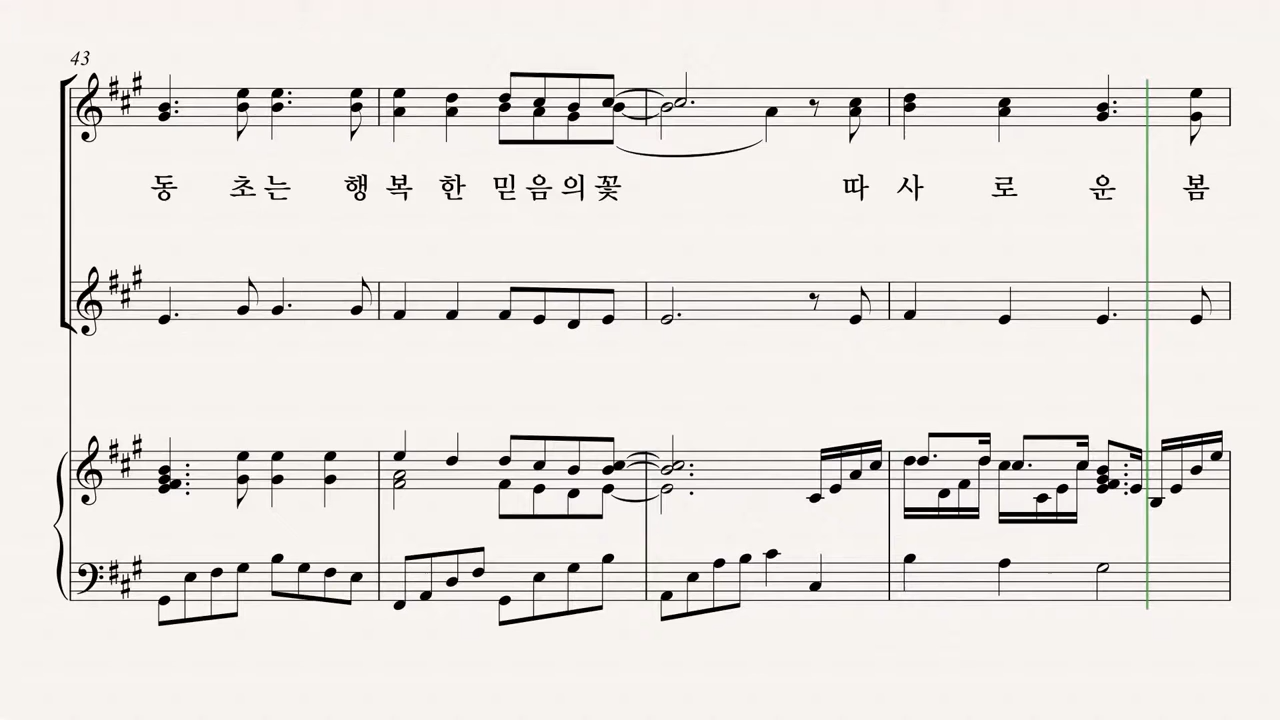 43
동 초는 행 복 한 믿 음 의 꽃 따 사 로 운 봄